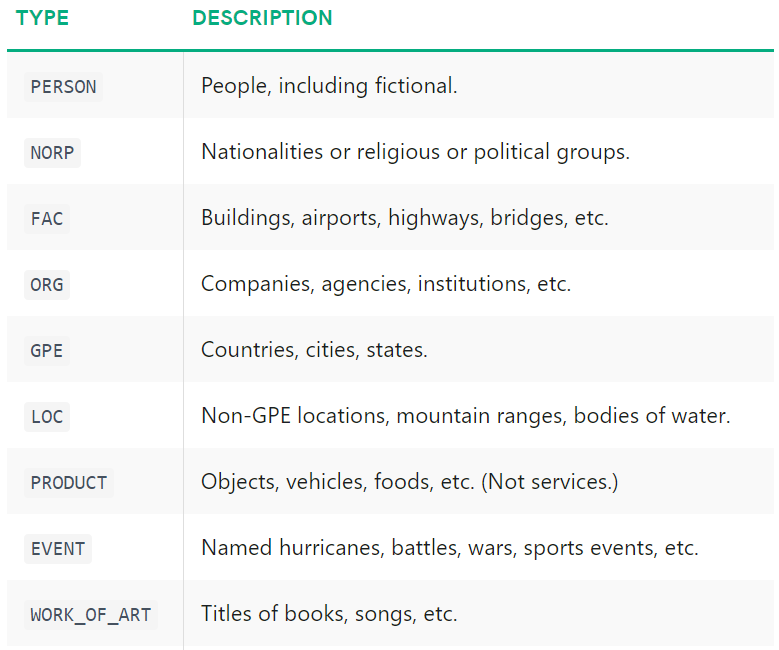 TYPE DESCRIPTION
PERSON People, including fictional.
NORP Nationalities or religious or political groups.
FAC Buildings, airports, highways, bridges, etc.
ORG Companies, agencies, institutions, etc.
GPE Countries, cities, states.
LOC Non-GPE locations, mountain ranges, bodies of water.
PRODUCT Objects, vehicles, foods, etc. (Not services.)
EVENT Named hurricanes, battles, wars, sports events, etc.
WORK_OF_ART Titles of books, songs, etc.